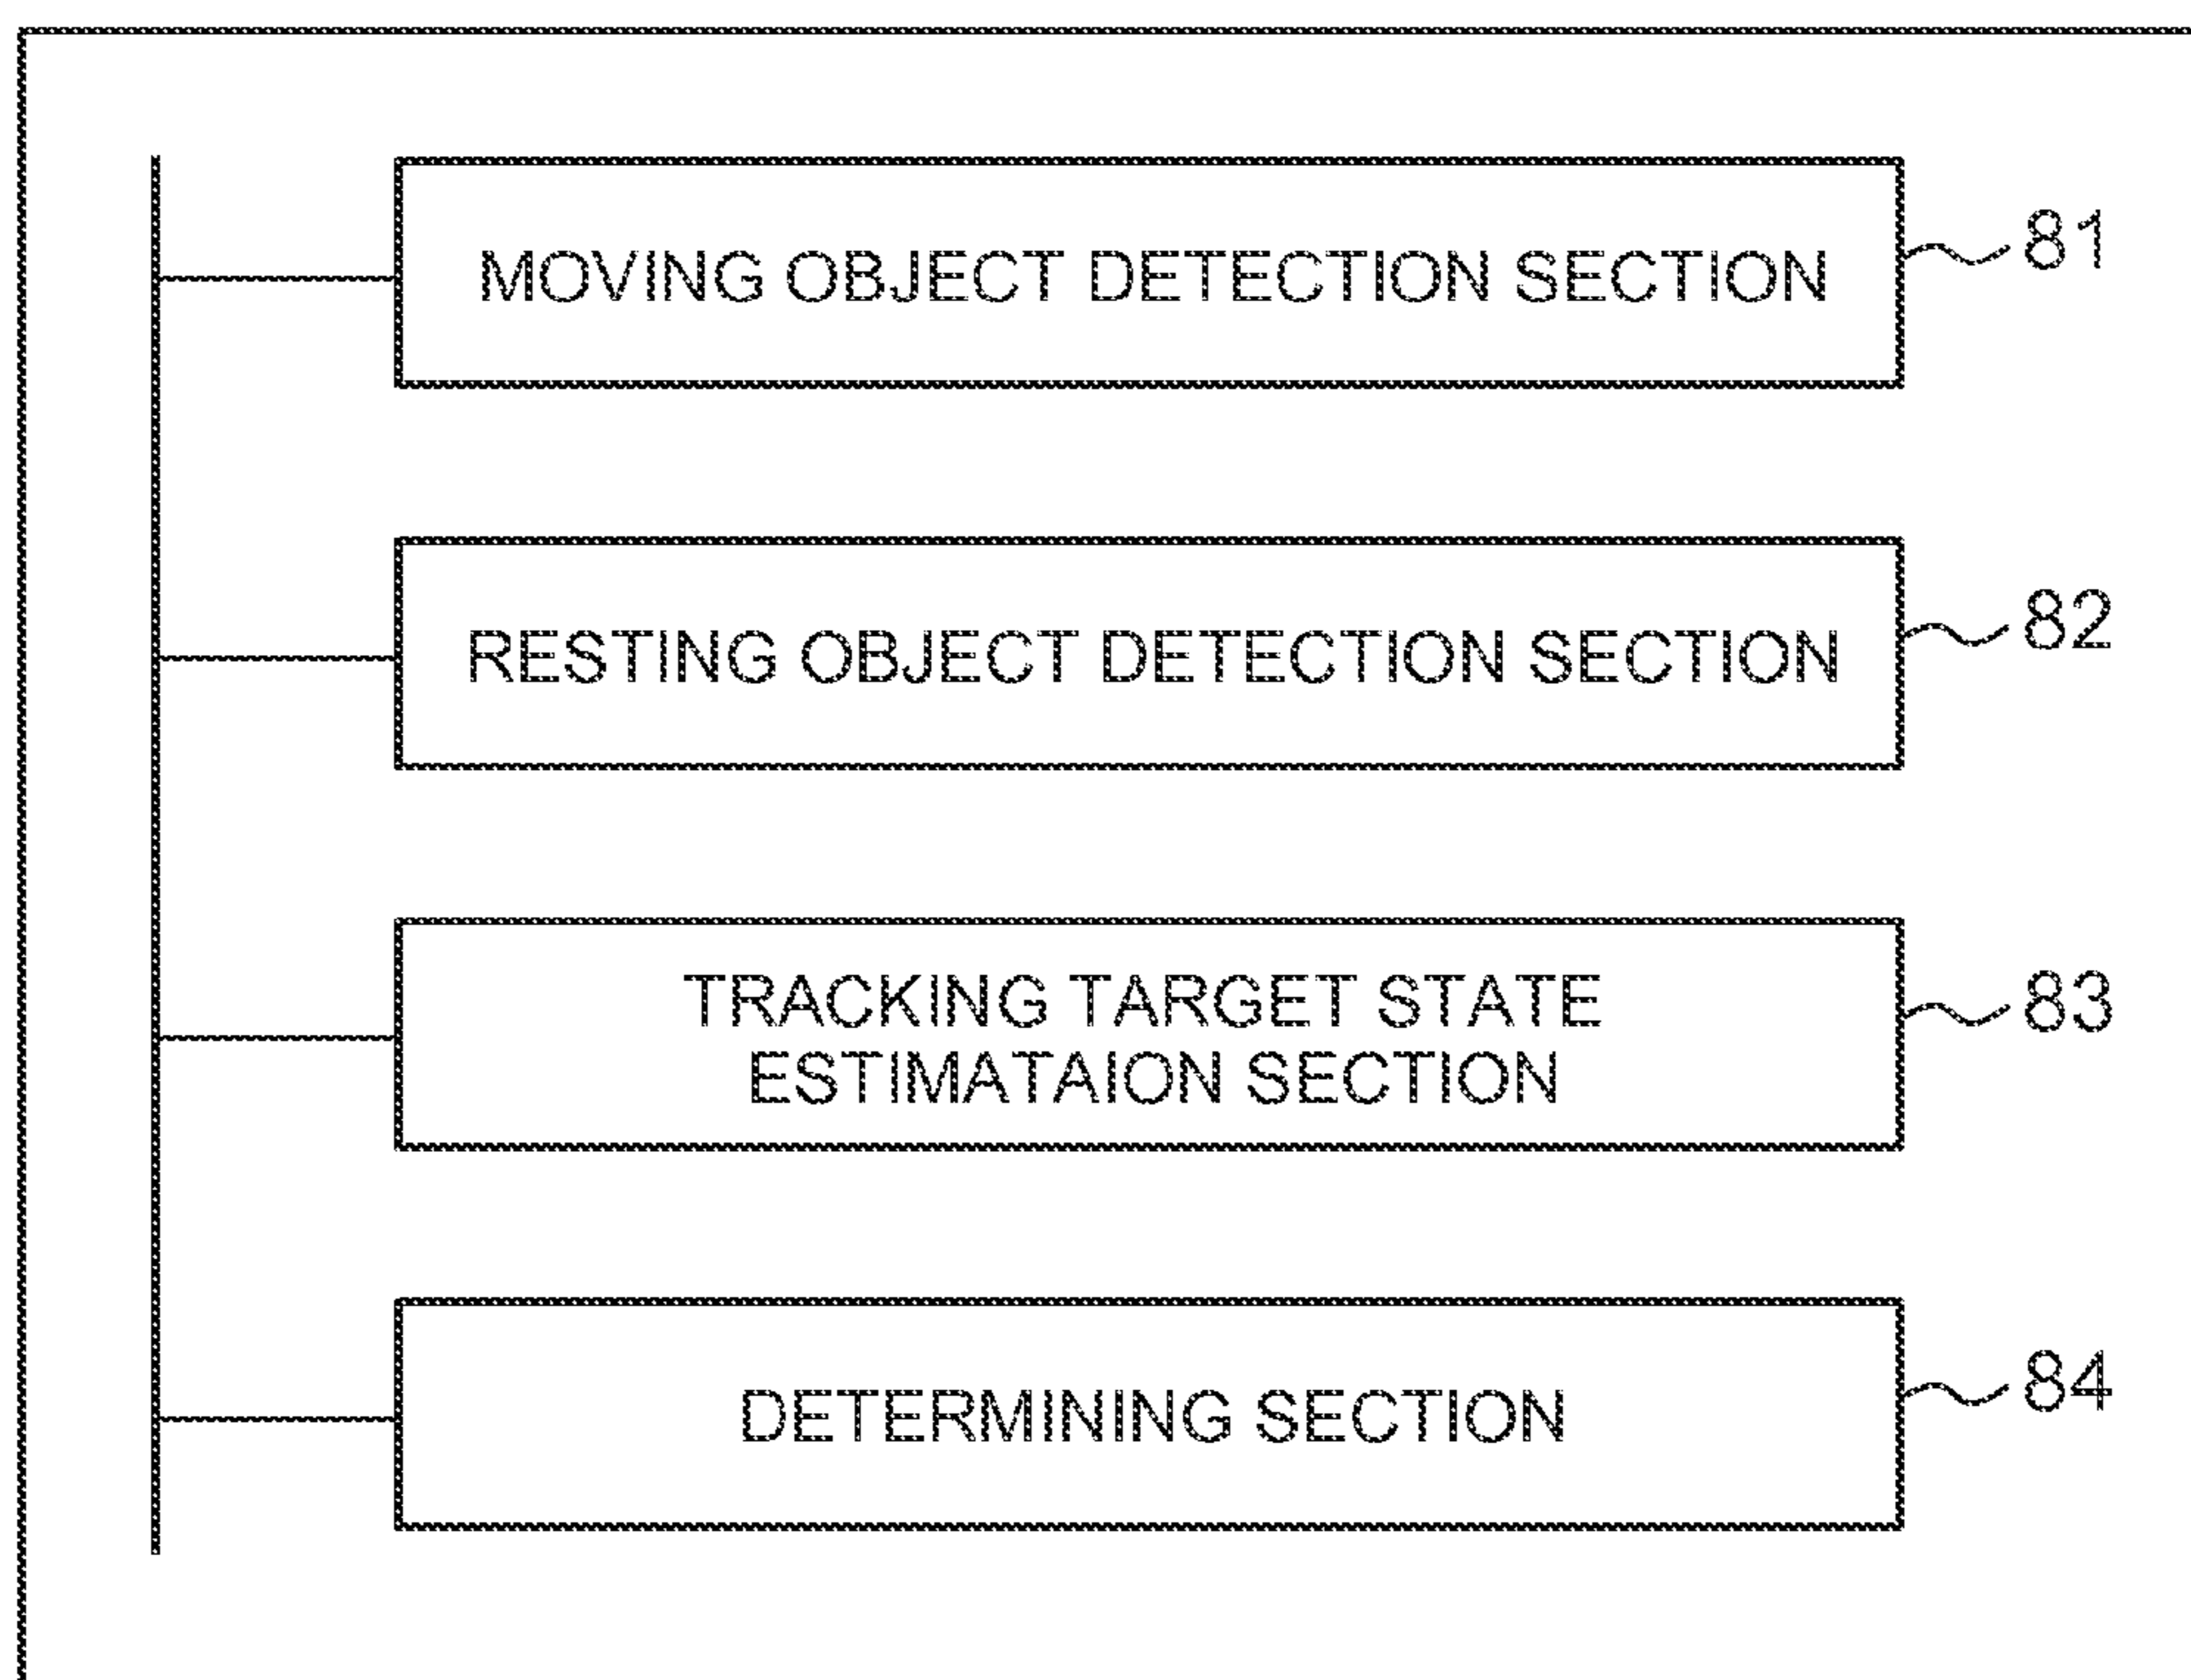 MOVING OBJECT DETECTION SECTION
81
RESTING OBJECT DETECTION SECTION
82
TRACKING TARGET STATE
ESTIMATAION SECTION
83
DETERMINING SECTION
84